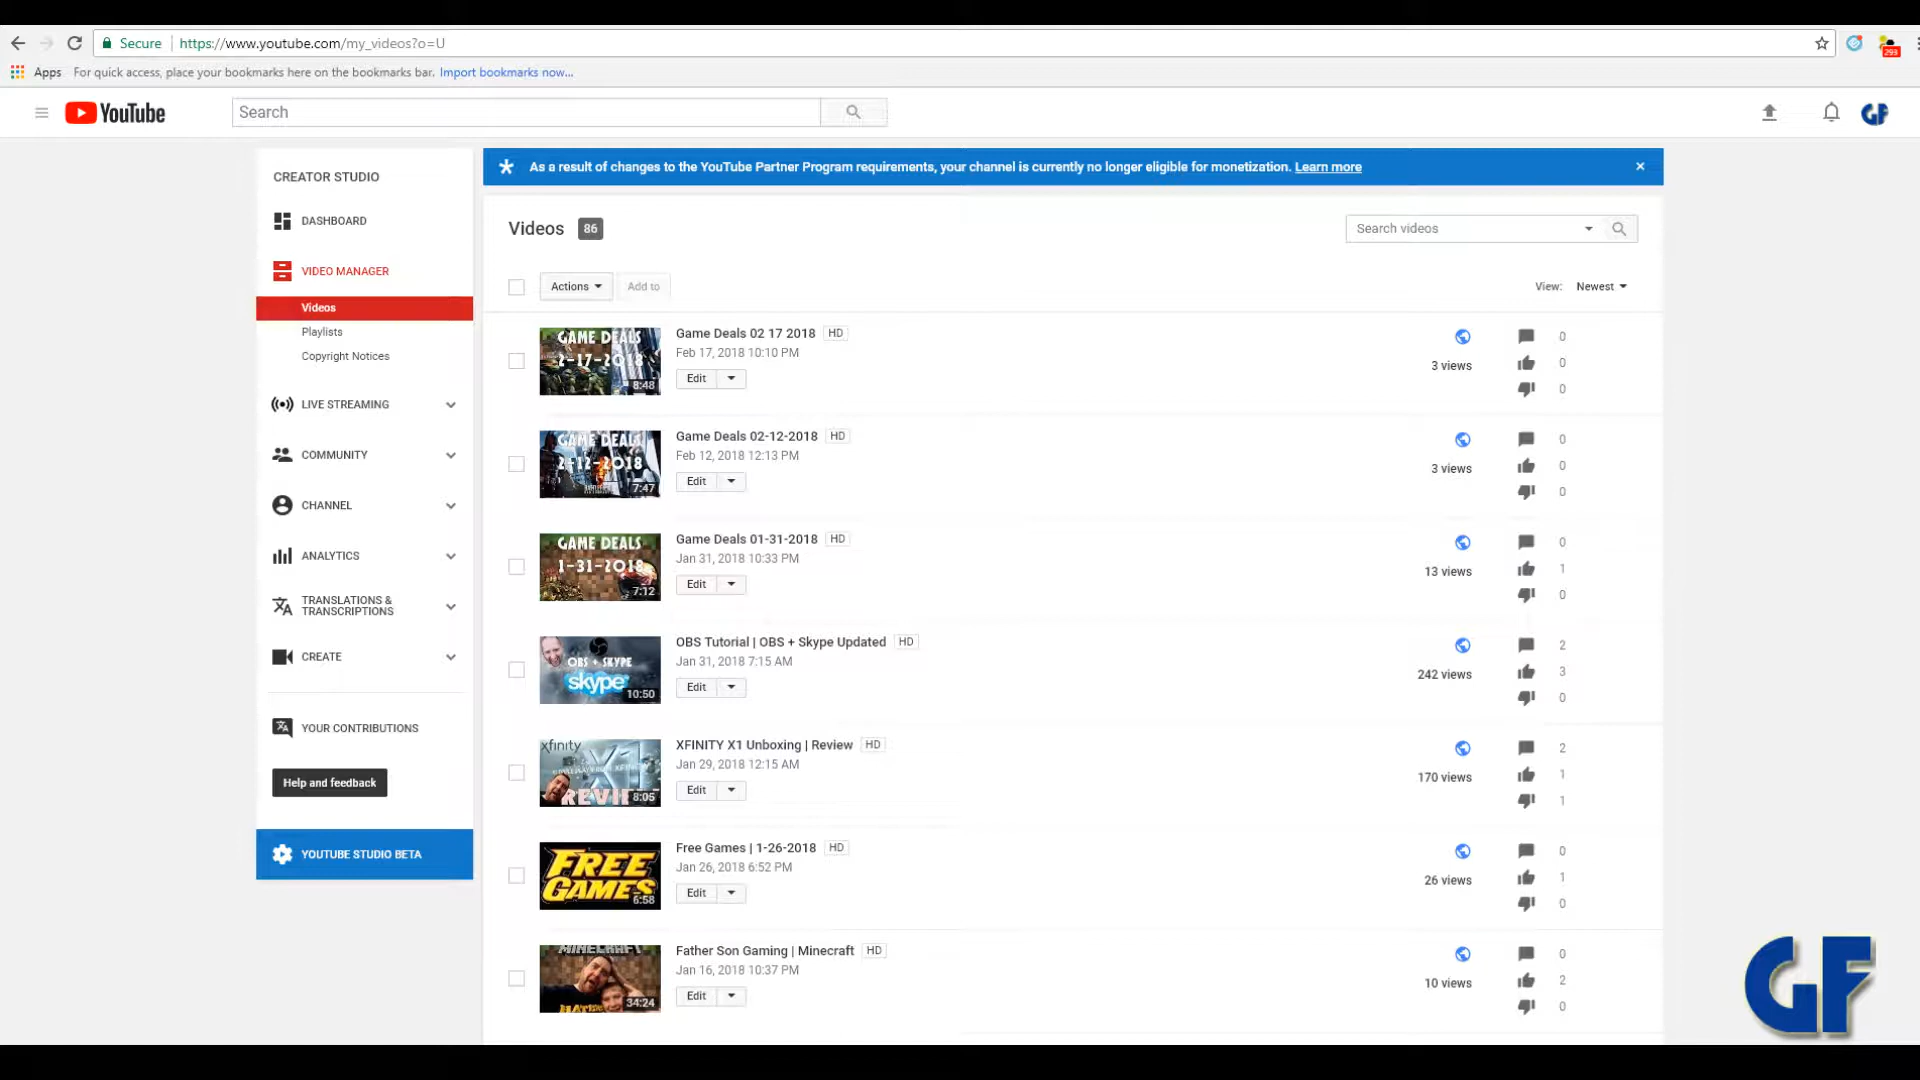 Secure https://www.youtube.com/my_videos?o=U
293
Apps For quick access, place your bookmarks here on the bookmarks bar. Import bookmarks now...
YouTube Search GF
CREATOR STUDIO
DASHBOARD
VIDEO MANAGER
Videos
Playlists
Copyright Notices
LIVE STREAMING
COMMUNITY
CHANNEL
ANALYTICS
TRANSLATIONS &
TRANSCRIPTIONS
CREATE
YOUR CONTRIBUTIONS
Help and feedback
YOUTUBE STUDIO BETA
As a result of changes to the YouTube Partner Program requirements, your channel is currently no longer eligible for monetization. Learn more
Videos 86 Search videos
Actions Add to View: Newest
GAME DEALS
2-17-2018
8:48
Game Deals 02 17 2018 HD
Feb 17, 2018 10:10 PM
Edit
3 views
0
0
0
GAME DEALS
2-12-2018
7:47
Game Deals 02-12-2018 HD
Feb 12, 2018 12:13 PM
Edit
3 views
0
0
0
GAME DEALS
1-31-2018
7:12
Game Deals 01-31-2018 HD
Jan 31, 2018 10:33 PM
Edit
13 views
0
1
0
OBS + SKYPE
skype
10:50
OBS Tutorial | OBS + Skype Updated HD
Jan 31, 2018 7:15 AM
Edit
242 views
2
3
0
xfinity
X1
REVIE
8:05
XFINITY X1 Unboxing | Review HD
Jan 29, 2018 12:15 AM
Edit
170 views
2
1
1
FREE
GAMES
6:58
Free Games | 1-26-2018 HD
Jan 26, 2018 6:52 PM
Edit
26 views
0
1
0
MINECRAFT
34:24
Father Son Gaming | Minecraft HD
Jan 16, 2018 10:37 PM
Edit
10 views
0
2
0
GF